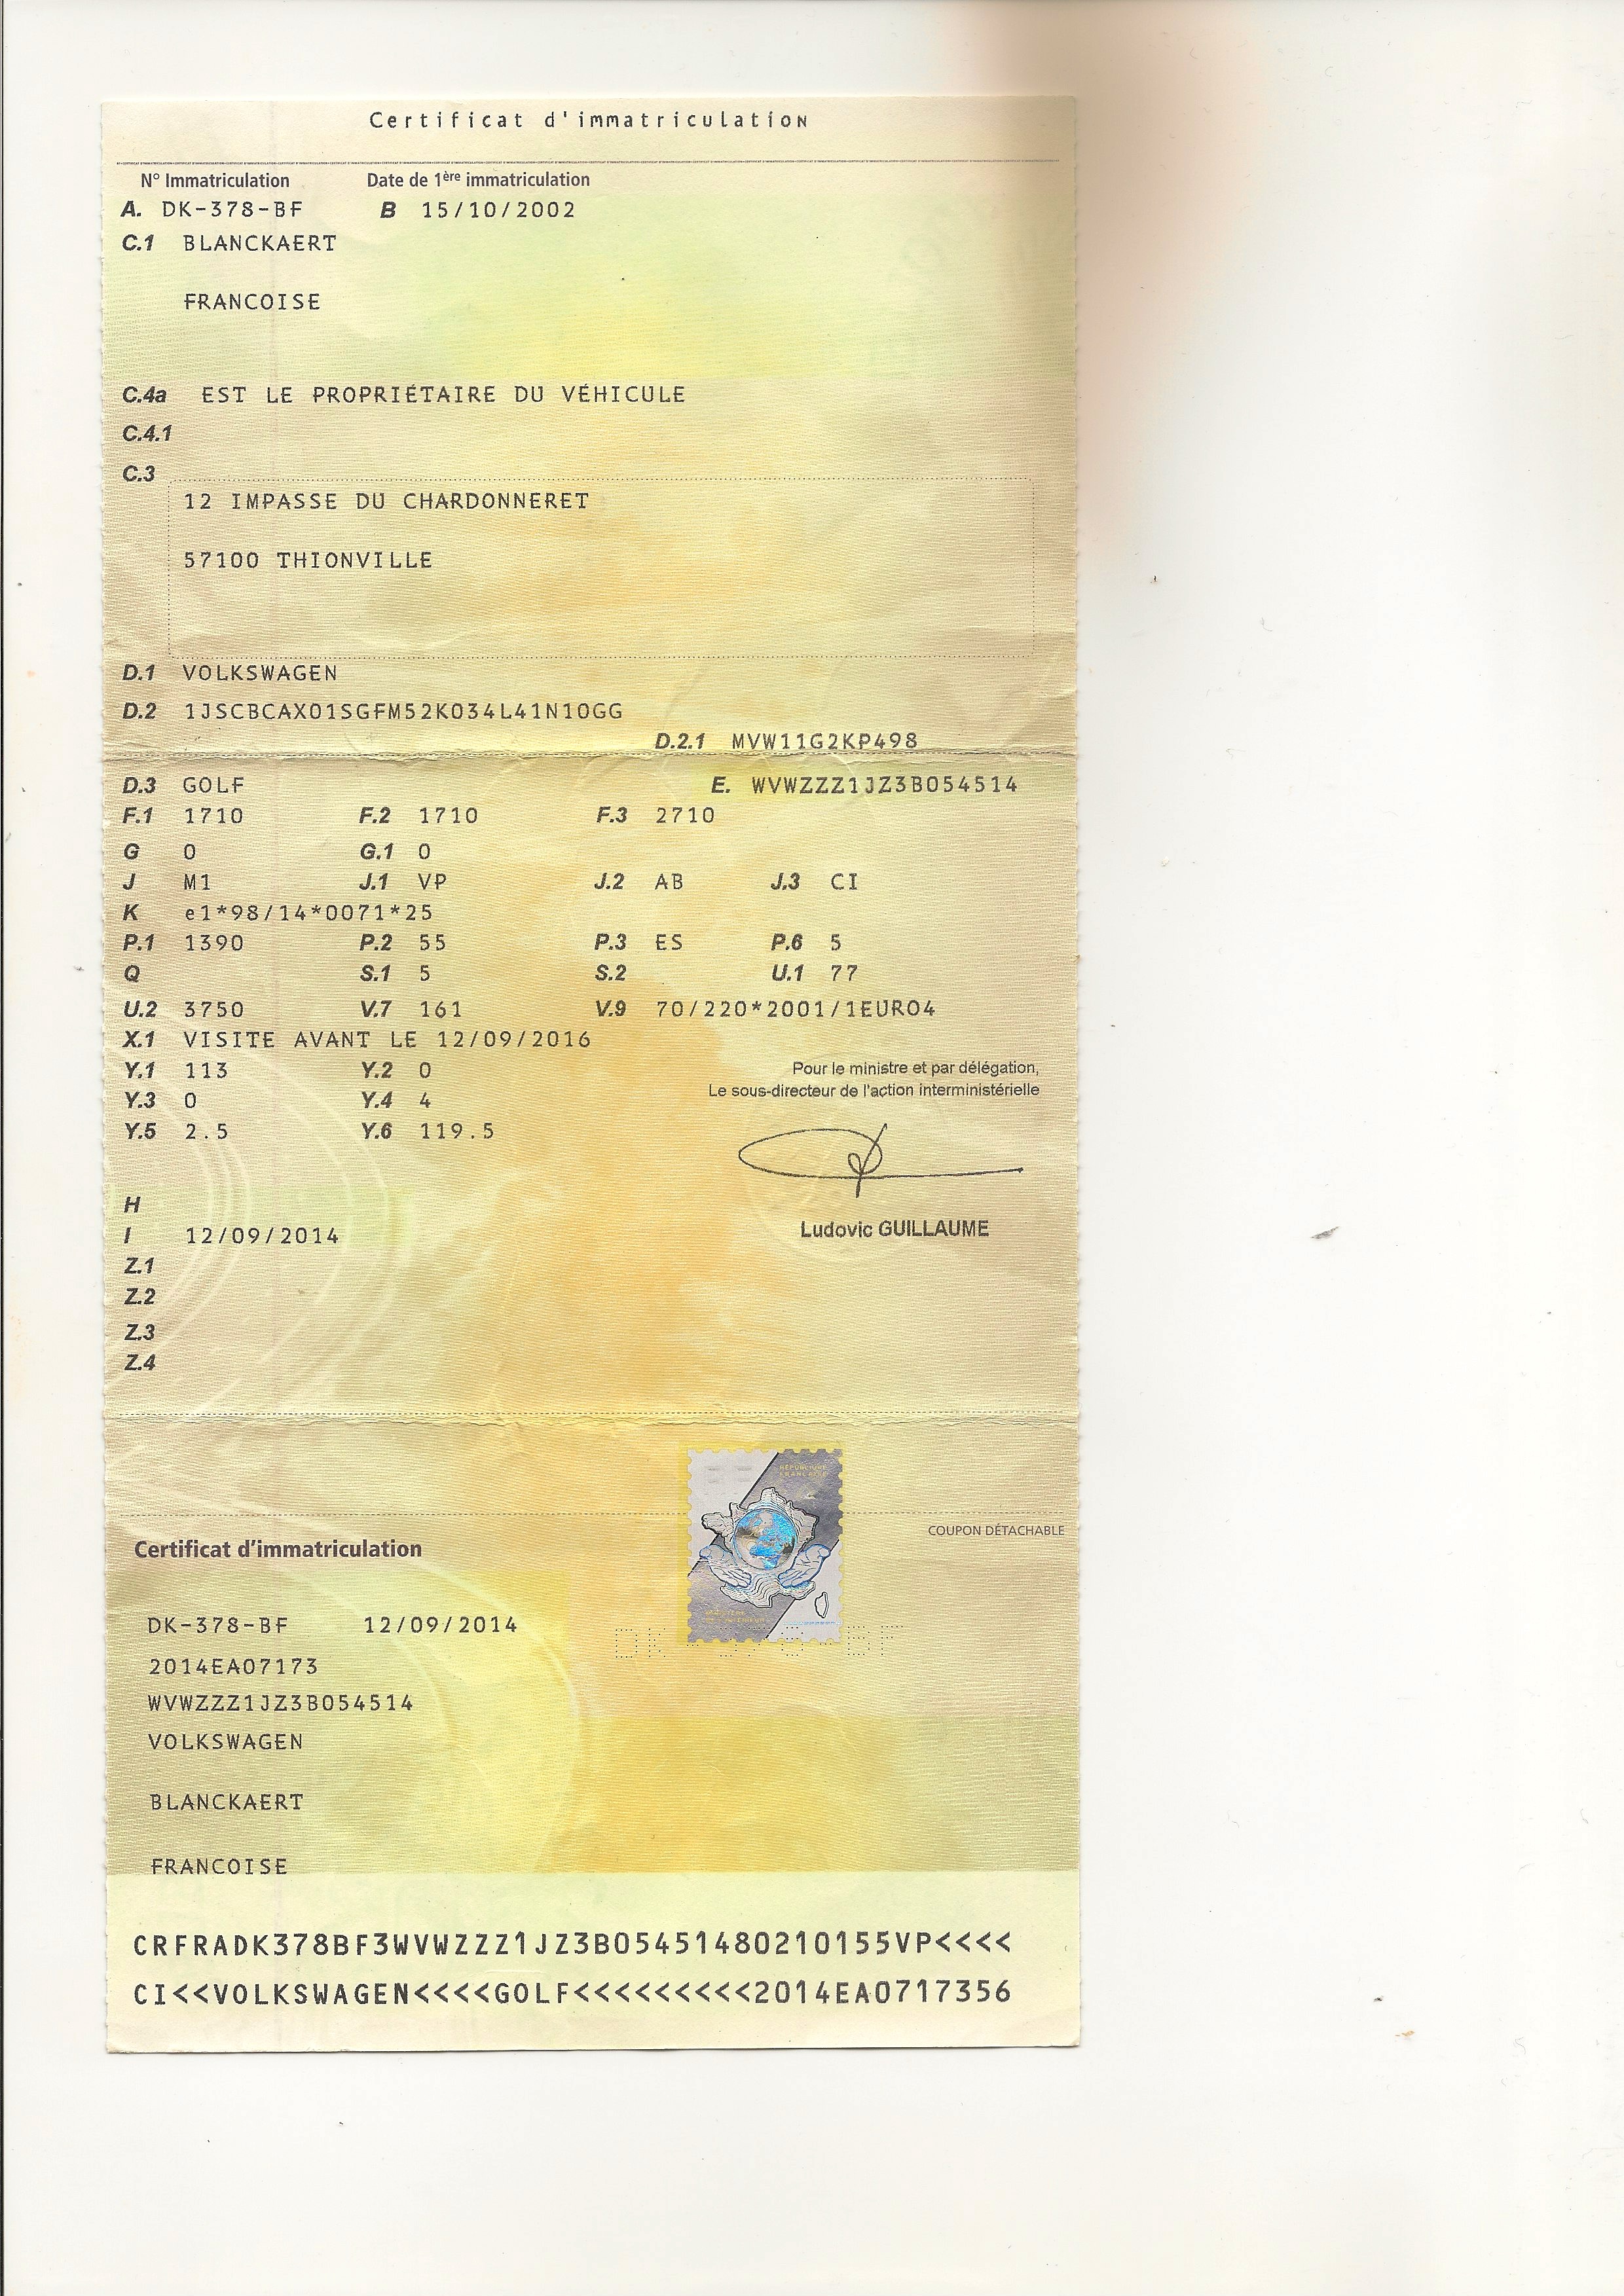 Certificat d'immatriculation
N° Immatriculation Date de 1ère immatriculation
A. DK-378-BF B 15/10/2002
C.1 BLANCKAERT
FRANCOISE
C.4a EST LE PROPRIÉTAIRE DU VÉHICULE
C.4.1
C.3
12 IMPASSE DU CHARDONNERET
57100 THIONVILLE
D.1 VOLKSWAGEN
D.2 1JSCBCAX01SGFM52K034L41N10GG
D.2.1 MVW11G2KP498
D.3 GOLF E. WVWZZZ1JZ3B054514
F.1 1710 F.2 1710 F.3 2710
G 0 G.1 0
J M1 J.1 VP J.2 AB J.3 CI
K e1*98/14*0071*25
P.1 1390 P.2 55 P.3 ES P.6 5
Q S.1 5 S.2 U.1 77
U.2 3750 V.7 161 V.9 70/220*2001/1EURO4
X.1 VISITE AVANT LE 12/09/2016
Y.1 113 Y.2 0
Pour le ministre et par délégation,
Y.3 0 Y.4 4
Le sous-directeur de l'action interministérielle
Y.5 2.5 Y.6 119.5
H
I 12/09/2014
Ludovic GUILLAUME
Z.1
Z.2
Z.3
Z.4
RÉPUBLIQUE
FRANÇAISE
COUPON DÉTACHABLE
Certificat d'immatriculation
DK-378-BF 12/09/2014
DK-378-BF
2014EA07173
WVWZZZ1JZ3B054514
VOLKSWAGEN
BLANCKAERT
FRANCOISE
CRFRADK378BF3WVWZZZ1JZ3B05451480210155VP<<<<
CI<<VOLKSWAGEN<<<<GOLF<<<<<<<<<2014EA0717356